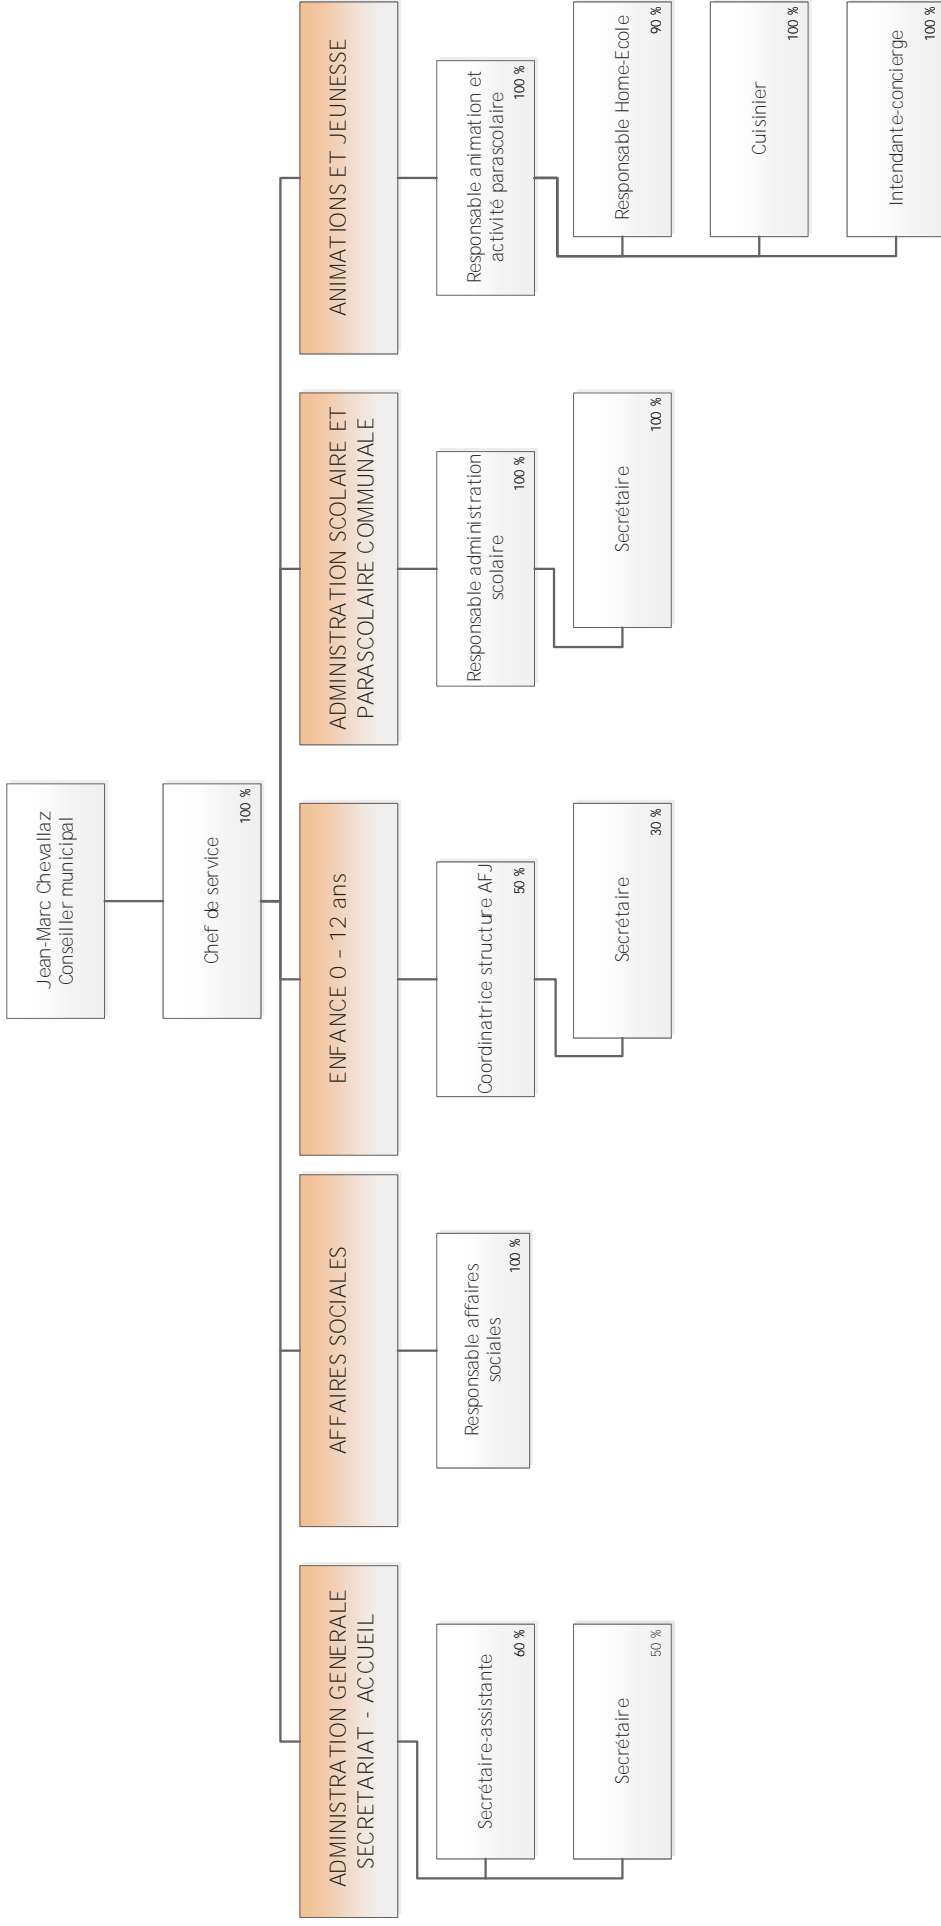 Jean-Marc Chevallaz
Conseiller municipal
Chef de service
100 %
ADMINISTRATION GENERALE
SECRETARIAT - ACCUEIL
Secrétaire-assistante
60 %
Secrétaire
50 %
AFFAIRES SOCIALES
Responsable affaires
sociales
100 %
ENFANCE 0 - 12 ans
Coordinatrice structure AFJ
50 %
Secrétaire
30 %
ADMINISTRATION SCOLAIRE ET
PARASCOLAIRE COMMUNALE
Responsable administration
scolaire
100 %
Secrétaire
100 %
ANIMATIONS ET JEUNESSE
Responsable animation et
activité parascolaire
100 %
Responsable Home-Ecole
90 %
Cuisinier
100 %
Intendante-concierge
100 %